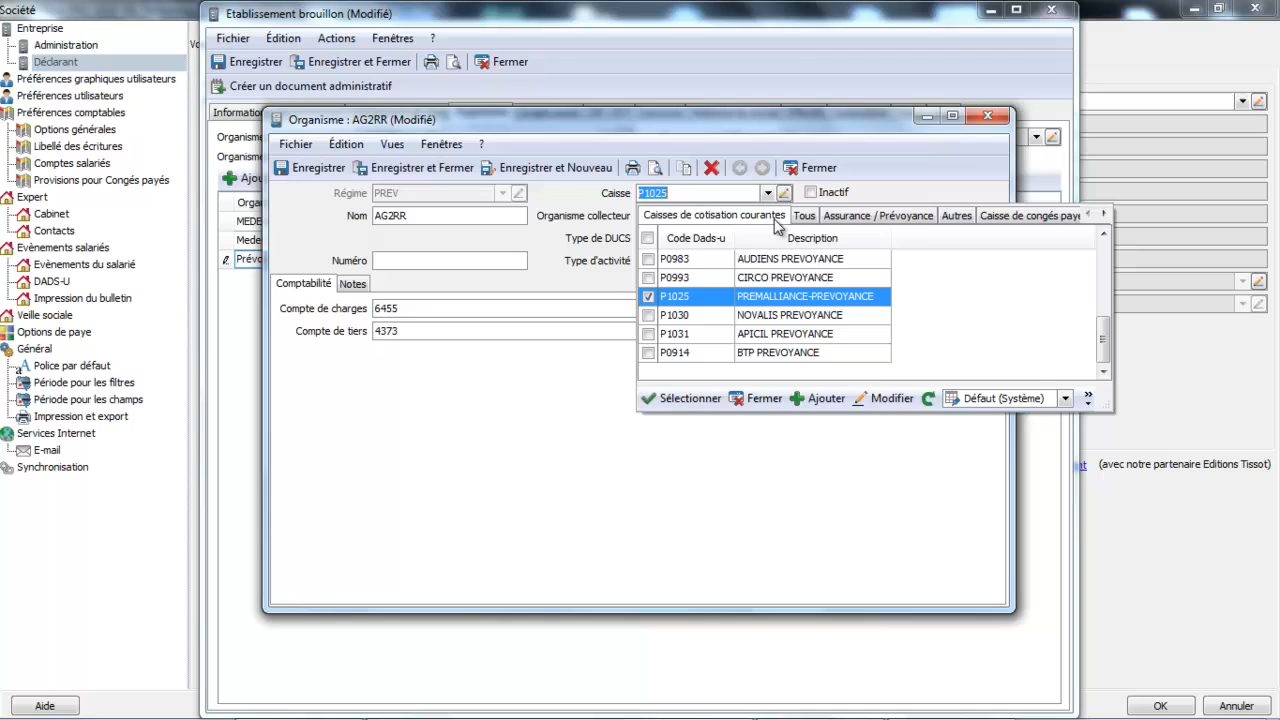 Société
Entreprise
Administration
Déclarant
Préférences graphiques utilisateurs
Préférences utilisateurs
Préférences comptables
Options générales
Libellé des écritures
Comptes salariés
Provisions pour Congés payés
Expert
Cabinet
Contacts
Evènements salarié
Evènements du salarié
DADS-U
Impression du bulletin
Veille sociale
Options de paye
Général
Police par défaut
Période pour les filtres
Période pour les champs
Impression et export
Services Internet
E-mail
Synchronisation
Aide
Etablissement brouillon (Modifié)
Fichier Édition Actions Fenêtres ?
Enregistrer Enregistrer et Fermer Fermer
Créer un document administratif
Organisme : AG2RR (Modifié)
Fichier Édition Vues Fenêtres ?
Enregistrer Enregistrer et Fermer Enregistrer et Nouveau Fermer
Régime PREV Caisse P1025 Inactif
Nom AG2RR Organisme collecteur
Type de DUCS
Numéro Type d'activité
Comptabilité Notes
Compte de charges 6455
Compte de tiers 4373
Caisses de cotisation courantes Tous Assurance / Prévoyance Autres
Code Dads-u Description
P0983 AUDIENS PREVOYANCE
P0993 CIRCO PREVOYANCE
P1025 PREMALLIANCE-PREVOYANCE
P1030 NOVALIS PREVOYANCE
P1031 APICIL PREVOYANCE
P0914 BTP PREVOYANCE
Sélectionner Fermer Ajouter Modifier Défaut (Système)
(avec notre partenaire Editions Tissot)
OK Annuler